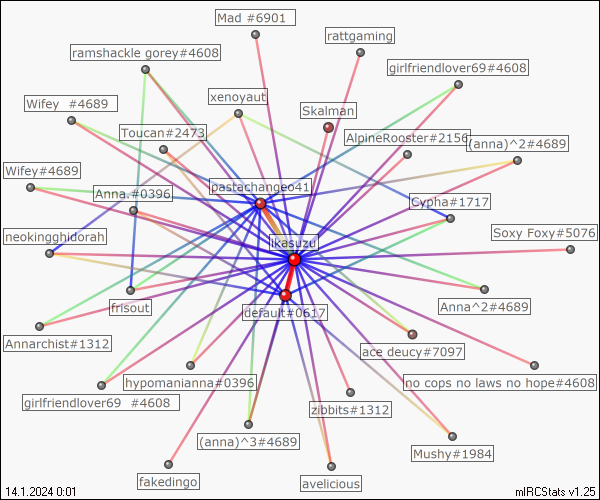 Mad #6901
rattgaming
ramshackle gorey#4608
girlfriendlover69#4608
xenoyaut
Wifey #4689
Skalman
Toucan#2473
AlpineRooster#2156
(anna)^2#4689
Wifey#4689
pastachangeo41
Anna.#0396
Cypha#1717
Soxy Foxy#5076
neokingghidorah
ikasuzu
frisout
Anna^2#4689
default#0617
Annarchist#1312
ace deucy#7097
hypomanianna#0396
no cops no laws no hope#4608
girlfriendlover69 #4608
zibbits#1312
(anna)^3#4689
Mushy#1984
fakedingo
avelicious
14.1.2024 0:01
mIRCStats v1.25